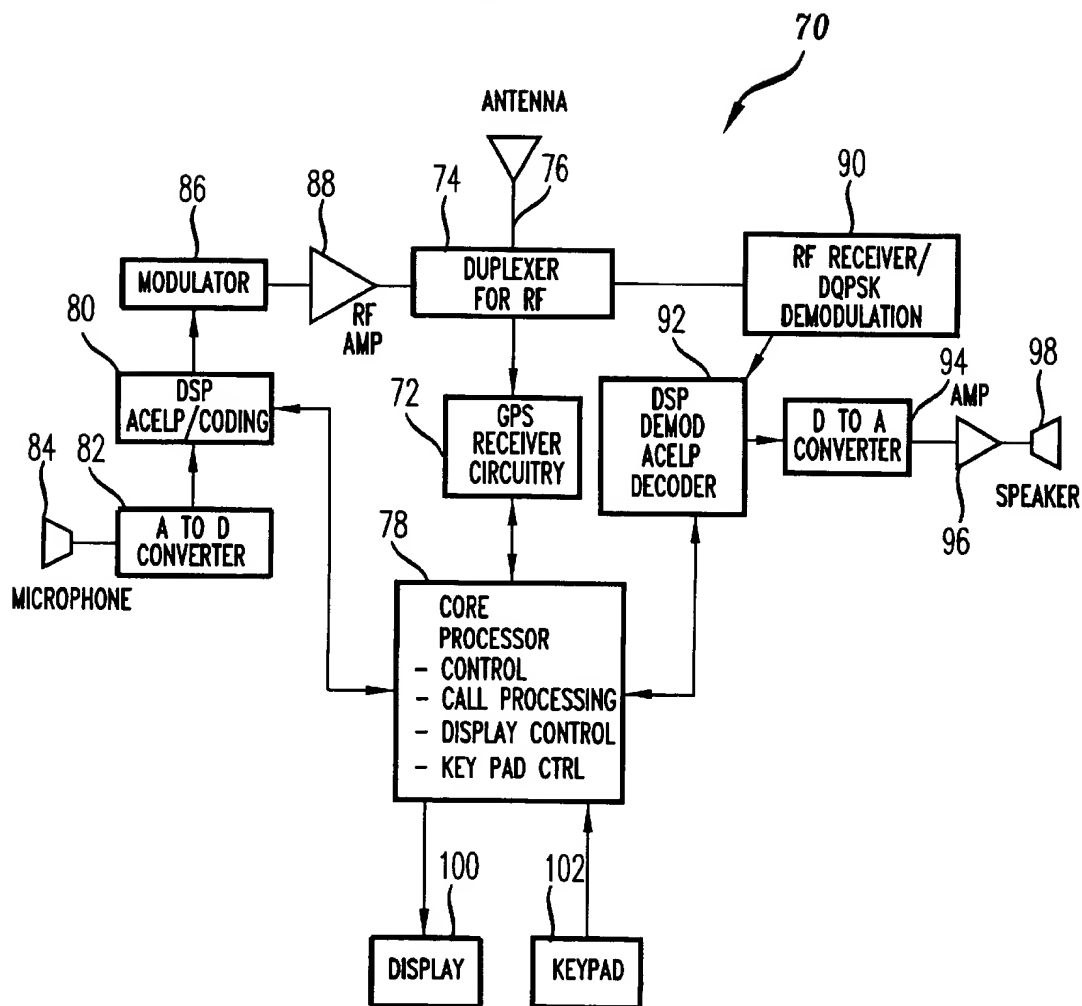 70
ANTENNA
86
88
74
76
90
MODULATOR
RF
AMP
DUPLEXER
FOR RF
RF RECEIVER/
DQPSK
DEMODULATION
80
DSP
ACELP/CODING
72
GPS
RECEIVER
CIRCUITRY
92
DSP
DEMOD
ACELP
DECODER
94
D TO A
CONVERTER
AMP
96
98
SPEAKER
84
82
A TO D
CONVERTER
MICROPHONE
78
CORE
PROCESSOR
- CONTROL
- CALL PROCESSING
- DISPLAY CONTROL
- KEY PAD CTRL
100
DISPLAY
102
KEYPAD